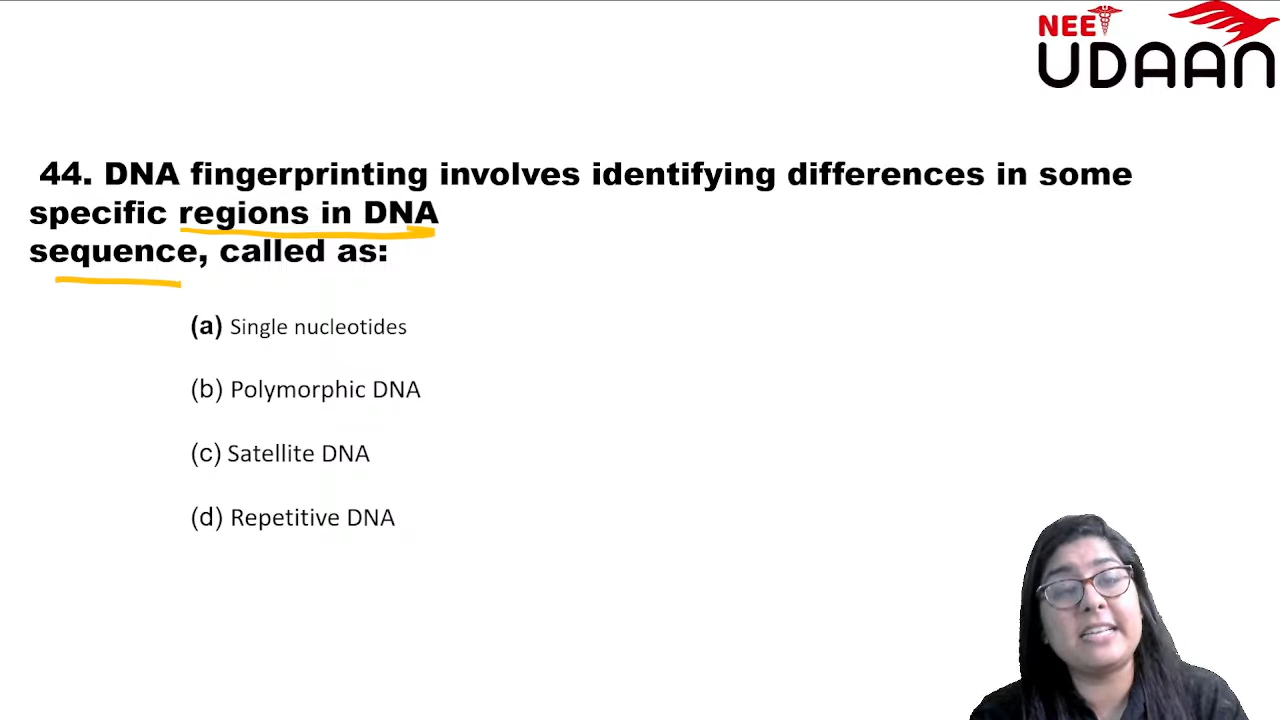 NEET
UDAAN
44. DNA fingerprinting involves identifying differences in some
specific regions in DNA
sequence, called as:
(a) Single nucleotides
(b) Polymorphic DNA
(c) Satellite DNA
(d) Repetitive DNA